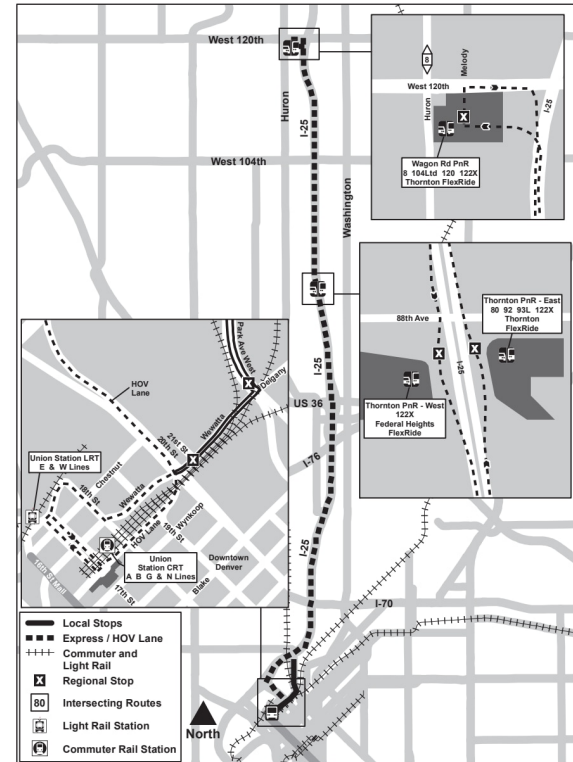 West 120th
Huron
I-25
West 104th
Washington
I-25
US 36
I-76
I-25
I-70
8
Melody
West 120th
Huron
I-25
X
Wagon Rd PnR
8 104Ltd 120 122X
Thornton FlexRide
Thornton PnR - East
80 92 93L 122X
Thornton
FlexRide
88th Ave
X
X
I-25
Thornton PnR - West
122X
Federal Heights
FlexRide
Park Ave West
X
Delgany
HOV
Lane
Wewatta
21st St
20th St
X
Union Station LRT
E & W Lines
Chestnut
18th St
Wewatta
HOV Lane
Wynkoop
19th St
Downtown
Denver
Union
Station CRT
A B G & N Lines
Blake
17th St
16th St Mall
Local Stops
Express / HOV Lane
Commuter and
Light Rail
X Regional Stop
80 Intersecting Routes
Light Rail Station
Commuter Rail Station
North